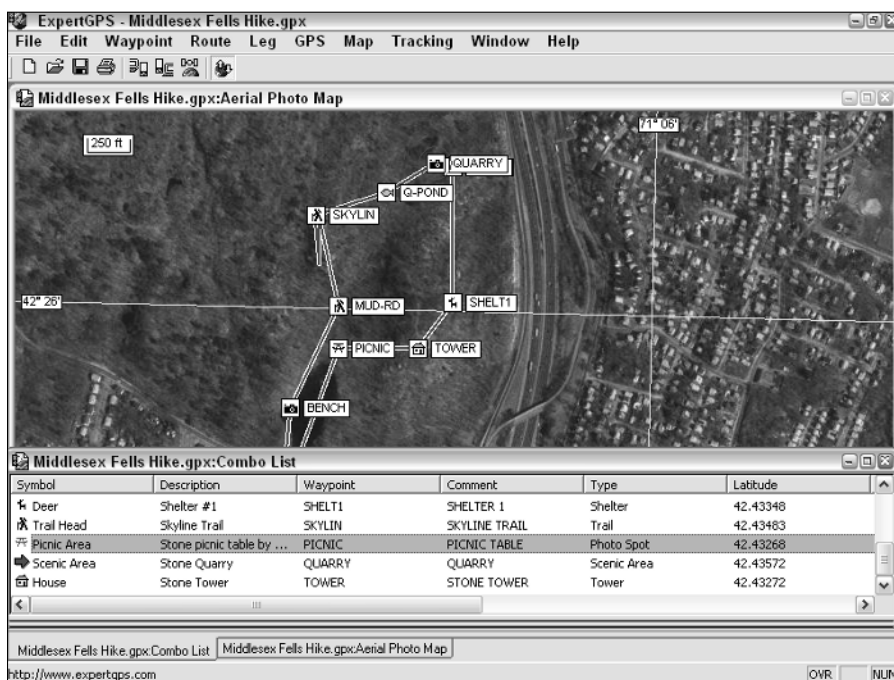 ExpertGPS - Middlesex Fells Hike.gpx
File Edit Waypoint Route Leg GPS Map Tracking Window Help
Middlesex Fells Hike.gpx:Aerial Photo Map
71° 06'
250 ft
QUARRY
Q-POND
SKYLIN
42° 26'
MUD-RD
SHELT1
PICNIC
TOWER
BENCH
Middlesex Fells Hike.gpx:Combo List
Symbol Description Waypoint Comment Type Latitude
Deer Shelter #1 SHELT1 SHELTER 1 Shelter 42.43348
Trail Head Skyline Trail SKYLIN SKYLINE TRAIL Trail 42.43483
Picnic Area Stone picnic table by ... PICNIC PICNIC TABLE Photo Spot 42.43268
Scenic Area Stone Quarry QUARRY QUARRY Scenic Area 42.43572
House Stone Tower TOWER STONE TOWER Tower 42.43272
Middlesex Fells Hike.gpx:Combo List Middlesex Fells Hike.gpx:Aerial Photo Map
http://www.expertgps.com OVR NUM